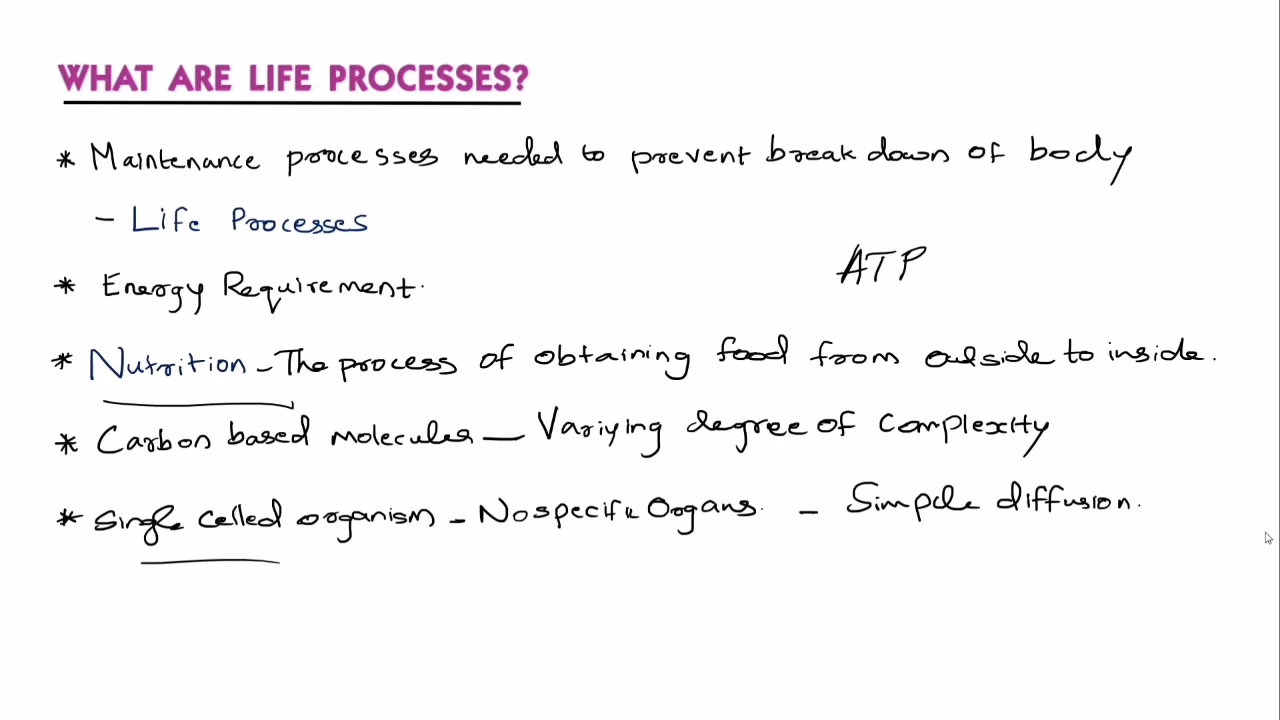 WHAT ARE LIFE PROCESSES?
* Maintenance processes needed to prevent break down of body
- Life Processes
ATP
* Energy Requirement.
* Nutrition - The process of obtaining food from outside to inside.
* Carbon based molecules - Variying degree of complexity
* Single celled organism - No specific Organs. - Simple diffusion.